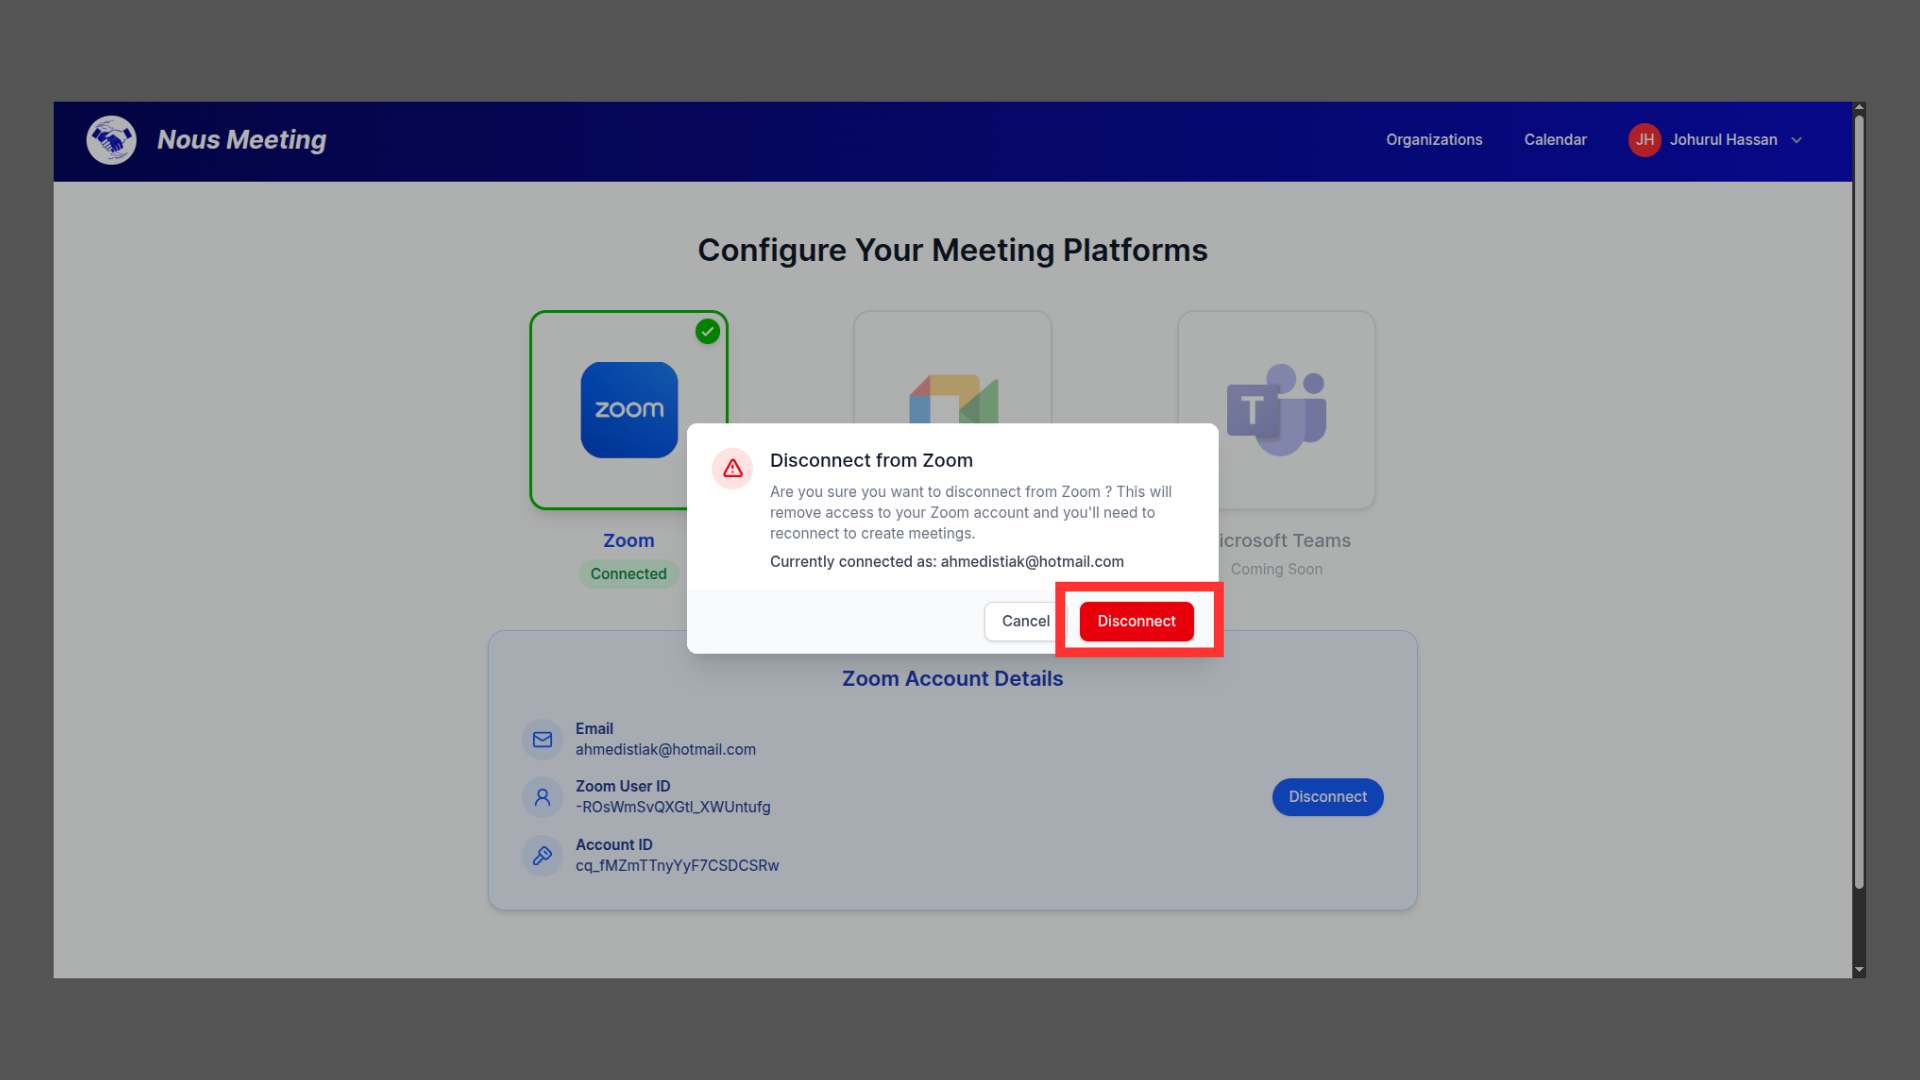 Nous Meeting
Organizations
Calendar
JH
Johurul Hassan
Configure Your Meeting Platforms
zoom
T
Disconnect from Zoom
Are you sure you want to disconnect from Zoom ? This will
remove access to your Zoom account and you'll need to
reconnect to create meetings.
Currently connected as: ahmedistiak@hotmail.com
Cancel
Disconnect
Zoom
Connected
icrosoft Teams
Coming Soon
Zoom Account Details
Email
ahmedistiak@hotmail.com
Zoom User ID
-ROsWmSvQXGtl_XWUntufg
Disconnect
Account ID
cq_fMZmTTnyYyF7CSDCSRw